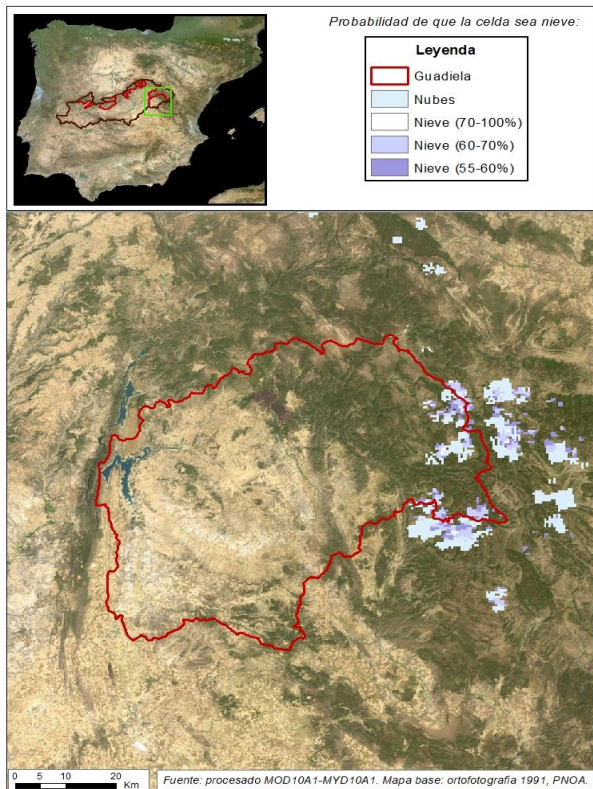 Probabilidad de que la celda sea nieve:
Leyenda
Guadiela
Nubes
Nieve (70-100%)
Nieve (60-70%)
Nieve (55-60%)
0 5 10 20
Km
Fuente: procesado MOD10A1-MYD10A1. Mapa base: ortofotografia 1991, PNOA.